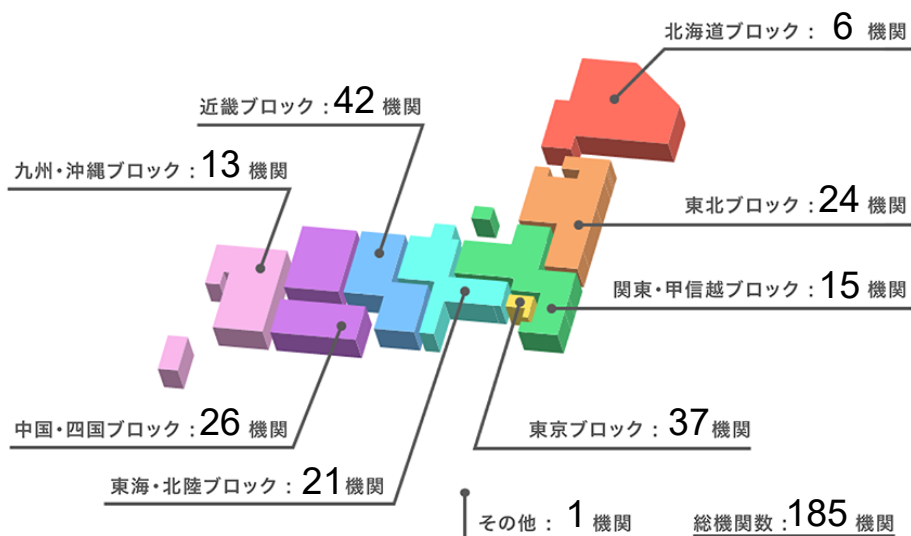 北海道ブロック : 6 機関
近畿ブロック : 42 機関
九州・沖縄ブロック : 13 機関
東北ブロック : 24 機関
関東・甲信越ブロック : 15 機関
中国・四国ブロック : 26 機関
東京ブロック : 37 機関
東海・北陸ブロック : 21 機関
その他 : 1 機関
総機関数 : 185 機関